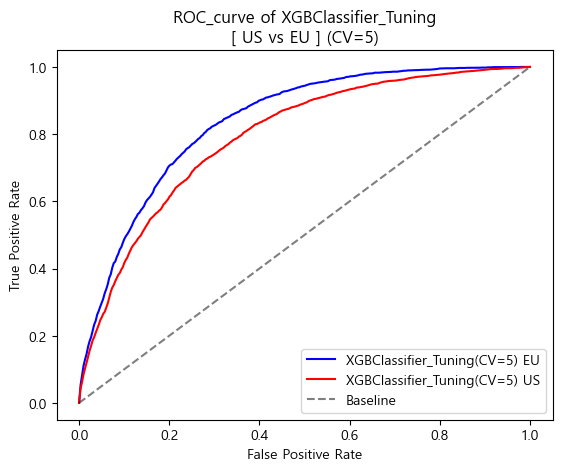 ROC_curve of XGBClassifier_Tuning
[ US vs EU ] (CV=5)
True Positive Rate
1.0
0.8
0.6
0.4
0.2
0.0
XGBClassifier_Tuning(CV=5) EU
XGBClassifier_Tuning(CV=5) US
Baseline
0.0 0.2 0.4 0.6 0.8 1.0
False Positive Rate